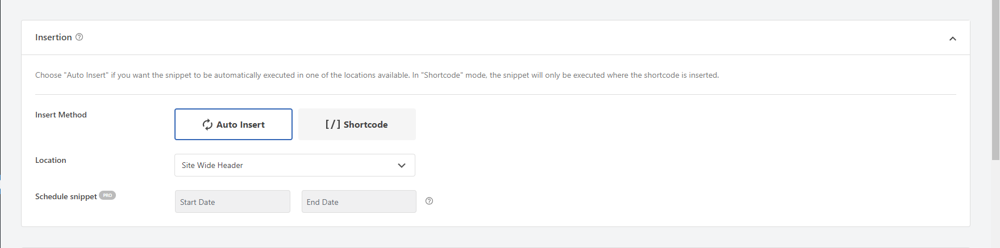 Insertion
Choose "Auto Insert" if you want the snippet to be automatically executed in one of the locations available. In "Shortcode" mode, the snippet will only be executed where the shortcode is inserted.
Insert Method
Auto Insert
[/] Shortcode
Location
Site Wide Header
Schedule snippet PRO
Start Date
End Date